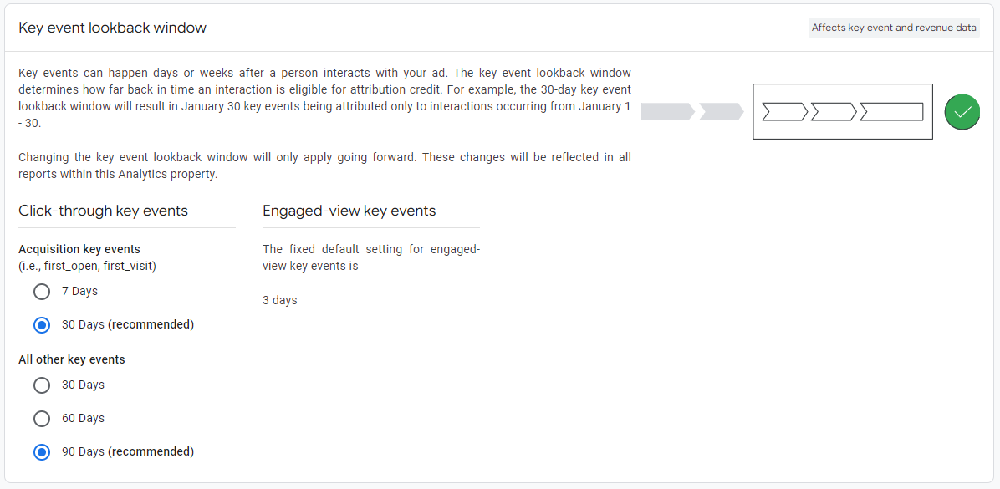 Key event lookback window
Affects key event and revenue data
Key events can happen days or weeks after a person interacts with your ad. The key event lookback window
determines how far back in time an interaction is eligible for attribution credit. For example, the 30-day key event
lookback window will result in January 30 key events being attributed only to interactions occurring from January 1
- 30.
Changing the key event lookback window will only apply going forward. These changes will be reflected in all
reports within this Analytics property.
Click-through key events
Acquisition key events
(i.e., first_open, first_visit)
7 Days
30 Days (recommended)
All other key events
30 Days
60 Days
90 Days (recommended)
Engaged-view key events
The fixed default setting for engaged-
view key events is
3 days